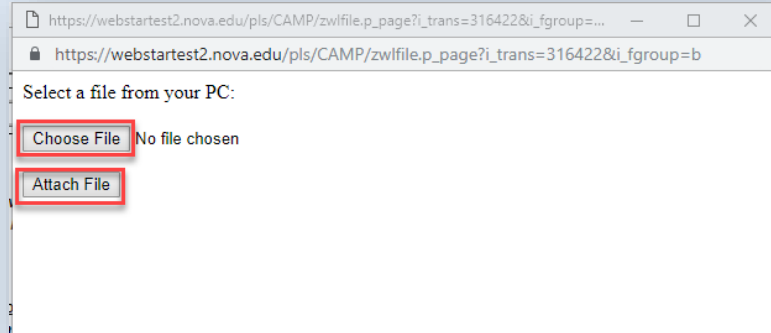 https://webstartest2.nova.edu/pls/CAMP/zwlfile.p_page?i_trans=316422&i_fgroup=...
https://webstartest2.nova.edu/pls/CAMP/zwlfile.p_page?i_trans=316422&i_fgroup=b
Select a file from your PC:
Choose File No file chosen
Attach File